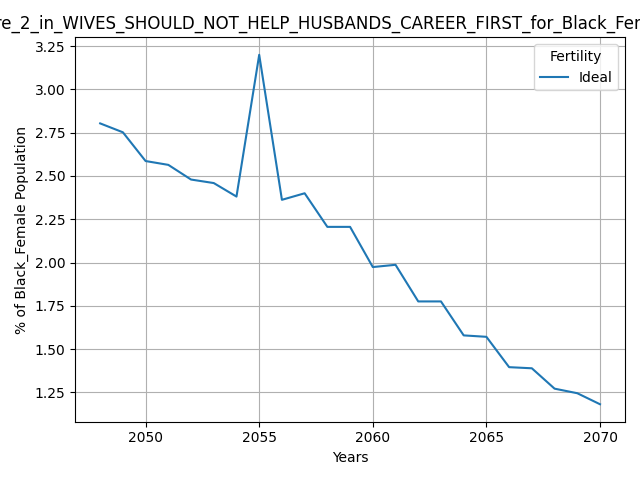 re_2_in_WIVES_SHOULD_NOT_HELP_HUSBANDS_CAREER_FIRST_for_Black_Fem
Fertility
Ideal
3.25
3.00
2.75
2.50
2.25
2.00
1.75
1.50
1.25
% of Black_Female Population
2050 2055 2060 2065 2070
Years